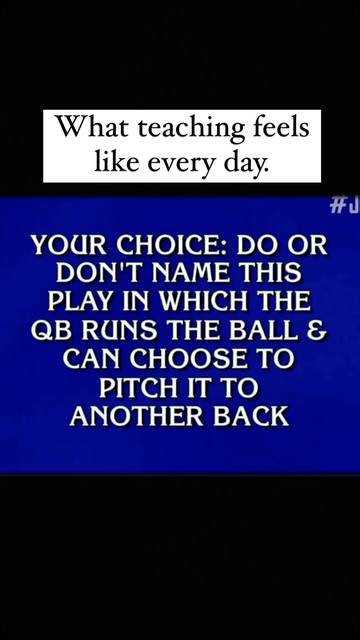 What teaching feels
like every day.
#J
YOUR CHOICE: DO OR
DON'T NAME THIS
PLAY IN WHICH THE
QB RUNS THE BALL &
CAN CHOOSE TO
PITCH IT TO
ANOTHER BACK